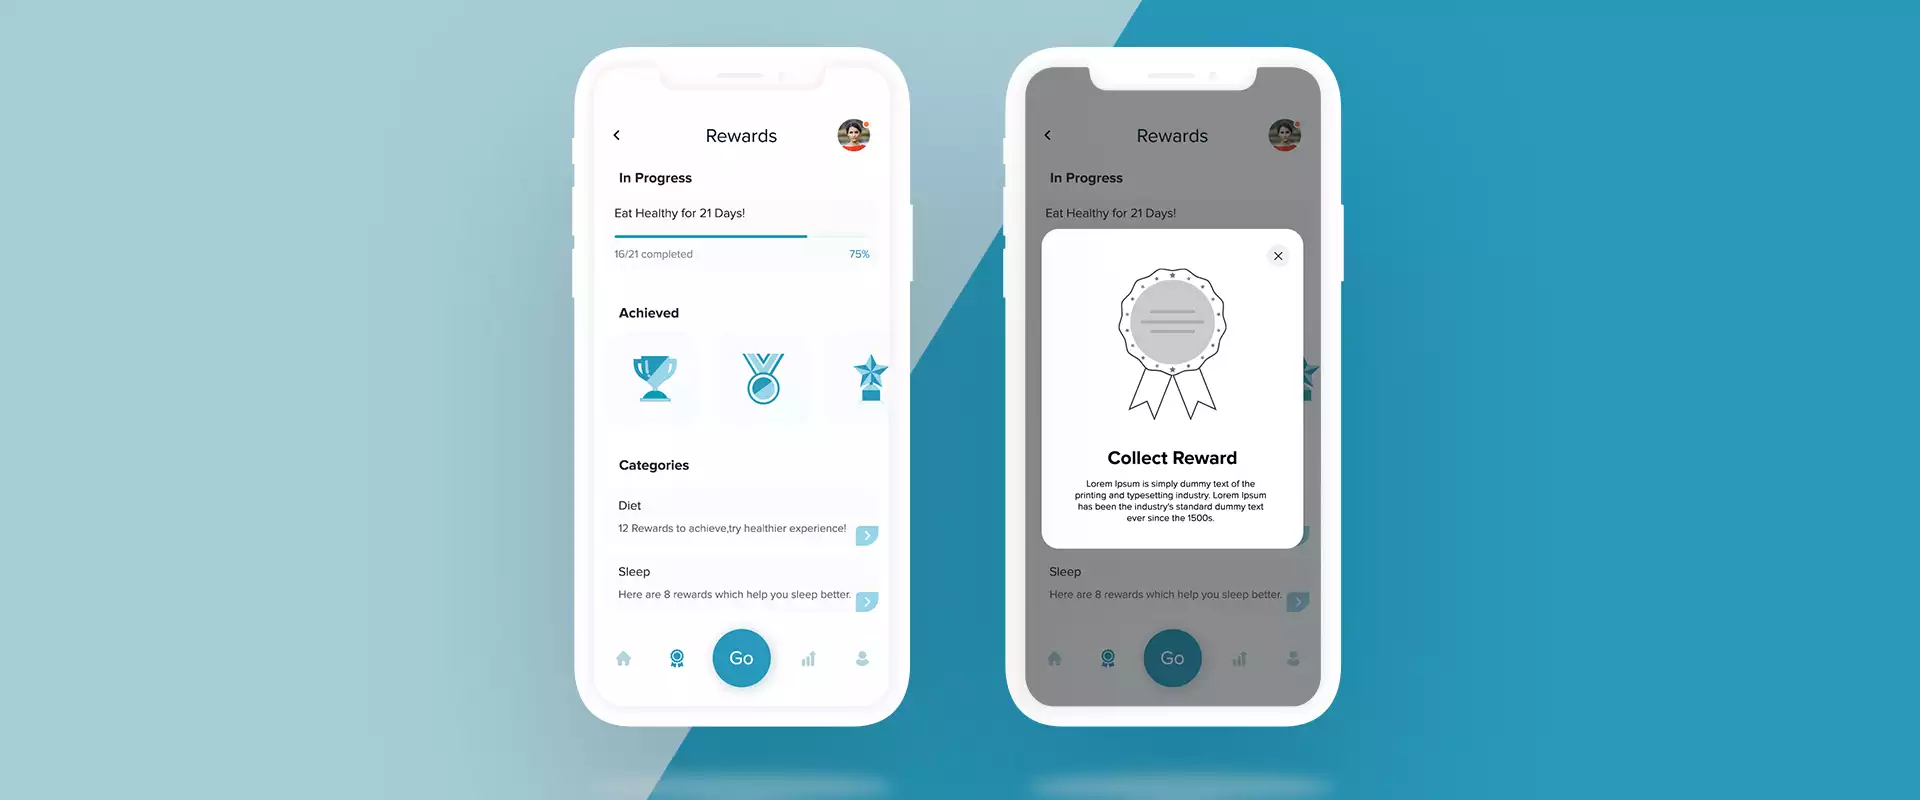 Rewards
In Progress
Eat Healthy for 21 Days!
16/21 completed
75%
Achieved
Categories
Diet
12 Rewards to achieve,try healthier experience!
Sleep
Here are 8 rewards which help you sleep better.
Go
Rewards
In Progress
Eat Healthy for 21 Days!
Collect Reward
Lorem Ipsum is simply dummy text of the
printing and typesetting industry. Lorem Ipsum
has been the industry's standard dummy text
ever since the 1500s.
Sleep
Here are 8 rewards which help you sleep better.
Go